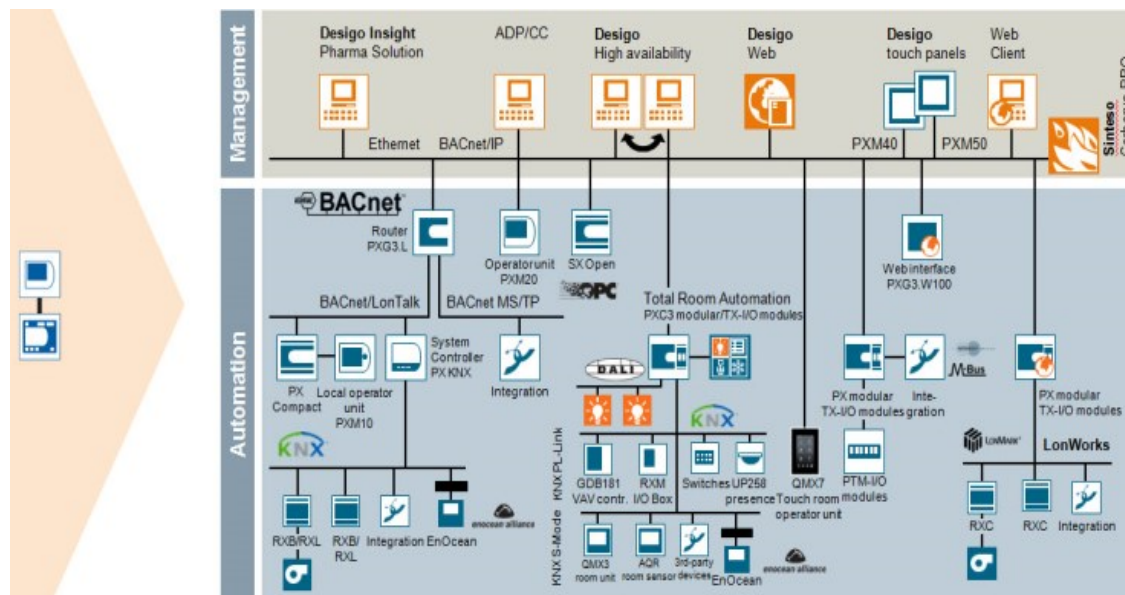 Management
Desigo Insight
Pharma Solution
ADP/CC
Desigo
High availability
Desigo
Web
Desigo
touch panels
Web
Client
Ethernet
BACnet/IP
PXM40
PXM50
Sinteso
Automation
BACnet
Router
PXG3.L
Operator unit
PXM20
SX Open
OPC
Web interface
PXG3.W100
BACnet/LonTalk
BACnet MS/TP
Total Room Automation
PXC3 modular/TX-I/O modules
PX
Compact
Local operator
unit
PXM10
System
Controller
PX KNX
Integration
DALI
PX modular
TX-I/O modules
Inte-
gration
M-Bus
PX modular
TX-I/O modules
KNX
KNX
KNX PL-Link
GDB181
VAV contr.
RXM
I/O Box
Switches
UP258
presence
QMX7
Touch room
operator unit
PTM-I/O
modules
LONMARK
LonWorks
RXB/RXL
RXB/
RXL
Integration
EnOcean
enocean alliance
KNX S-Mode
QMX3
room unit
AQR
room sensor
3rd-party
devices
EnOcean
enocean alliance
RXC
RXC
Integration